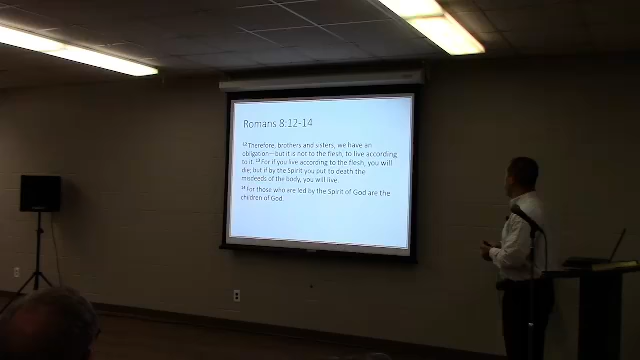 Romans 8:12-14
12 Therefore, brothers and sisters, we have an
obligation—but it is not to the flesh, to live according
to it. 13 For if you live according to the flesh, you will
die; but if by the Spirit you put to death the
misdeeds of the body, you will live.
14 For those who are led by the Spirit of God are the
children of God.